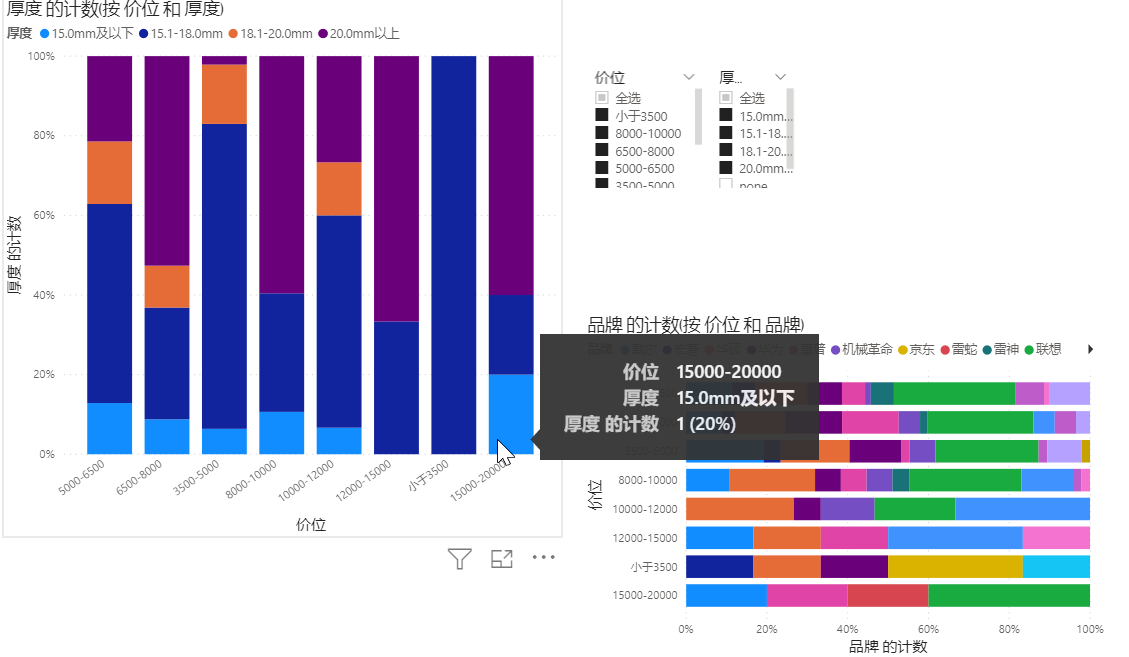 厚度 的计数(按 价位 和 厚度)
厚度 15.0mm及以下 15.1-18.0mm 18.1-20.0mm 20.0mm以上
100%
80%
60%
40%
20%
0%
厚度 的计数
5000-6500 6500-8000 3500-5000 8000-10000 10000-12000 12000-15000 小于3500 15000-20000
价位
价位
全选
小于3500
8000-10000
6500-8000
5000-6500
3500-5000
厚...
全选
15.0mm...
15.1-18....
18.1-20....
20.0mm...
none
品牌 的计数(按 价位 和 品牌)
机械革命 京东 雷蛇 雷神 联想
价位 15000-20000
厚度 15.0mm及以下
厚度 的计数 1 (20%)
价位
8000-10000
10000-12000
12000-15000
小于3500
15000-20000
0% 20% 40% 60% 80% 100%
品牌 的计数